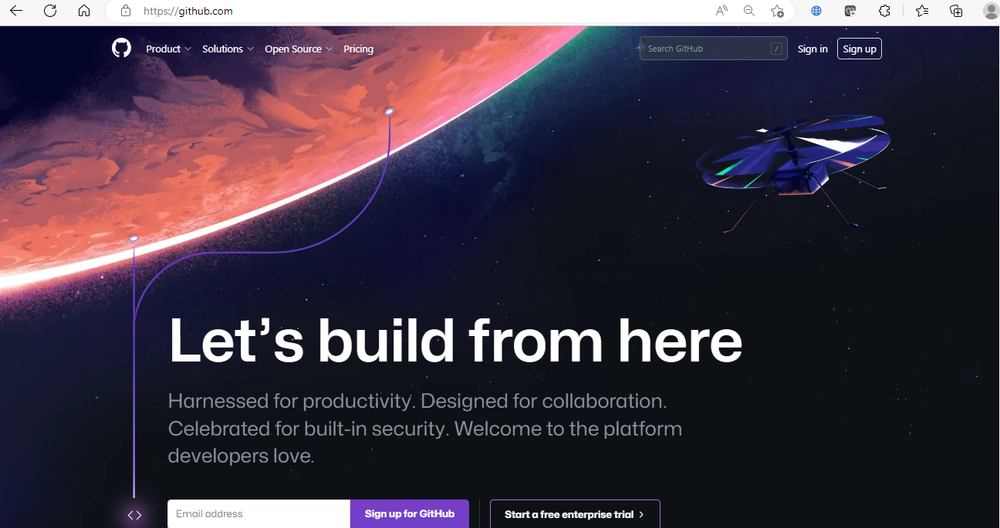 https://github.com
Product Solutions Open Source Pricing Search GitHub / Sign in Sign up
Let’s build from here
Harnessed for productivity. Designed for collaboration.
Celebrated for built-in security. Welcome to the platform
developers love.
Email address Sign up for GitHub Start a free enterprise trial